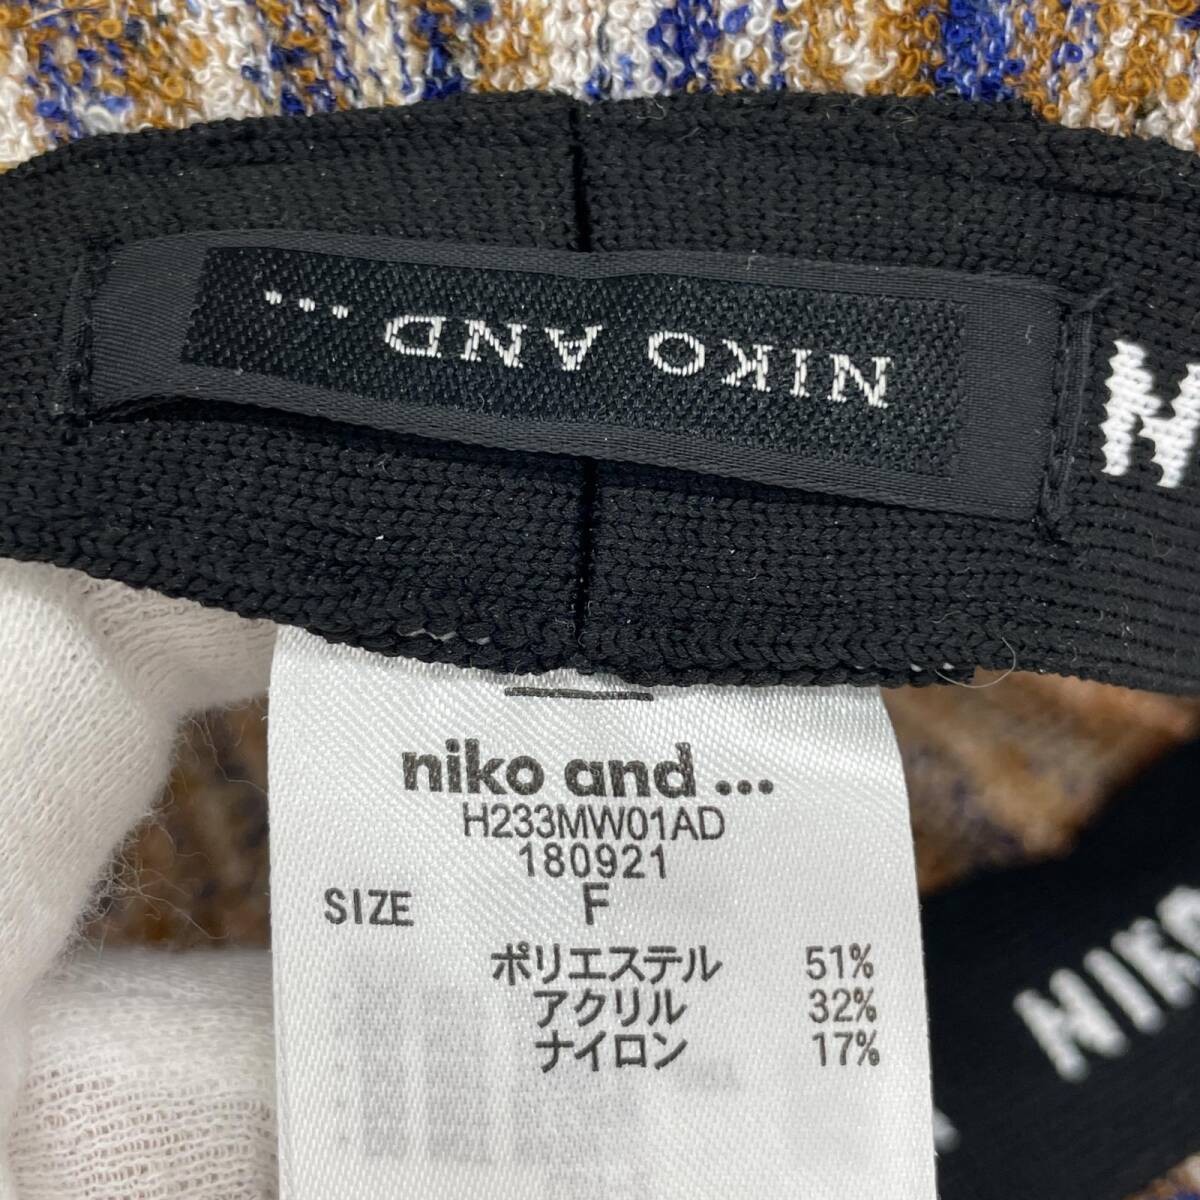 NIKO AND ...
niko and ...
H233MW01AD
180921
SIZE F
ポリエステル 51%
アクリル 32%
ナイロン 17%